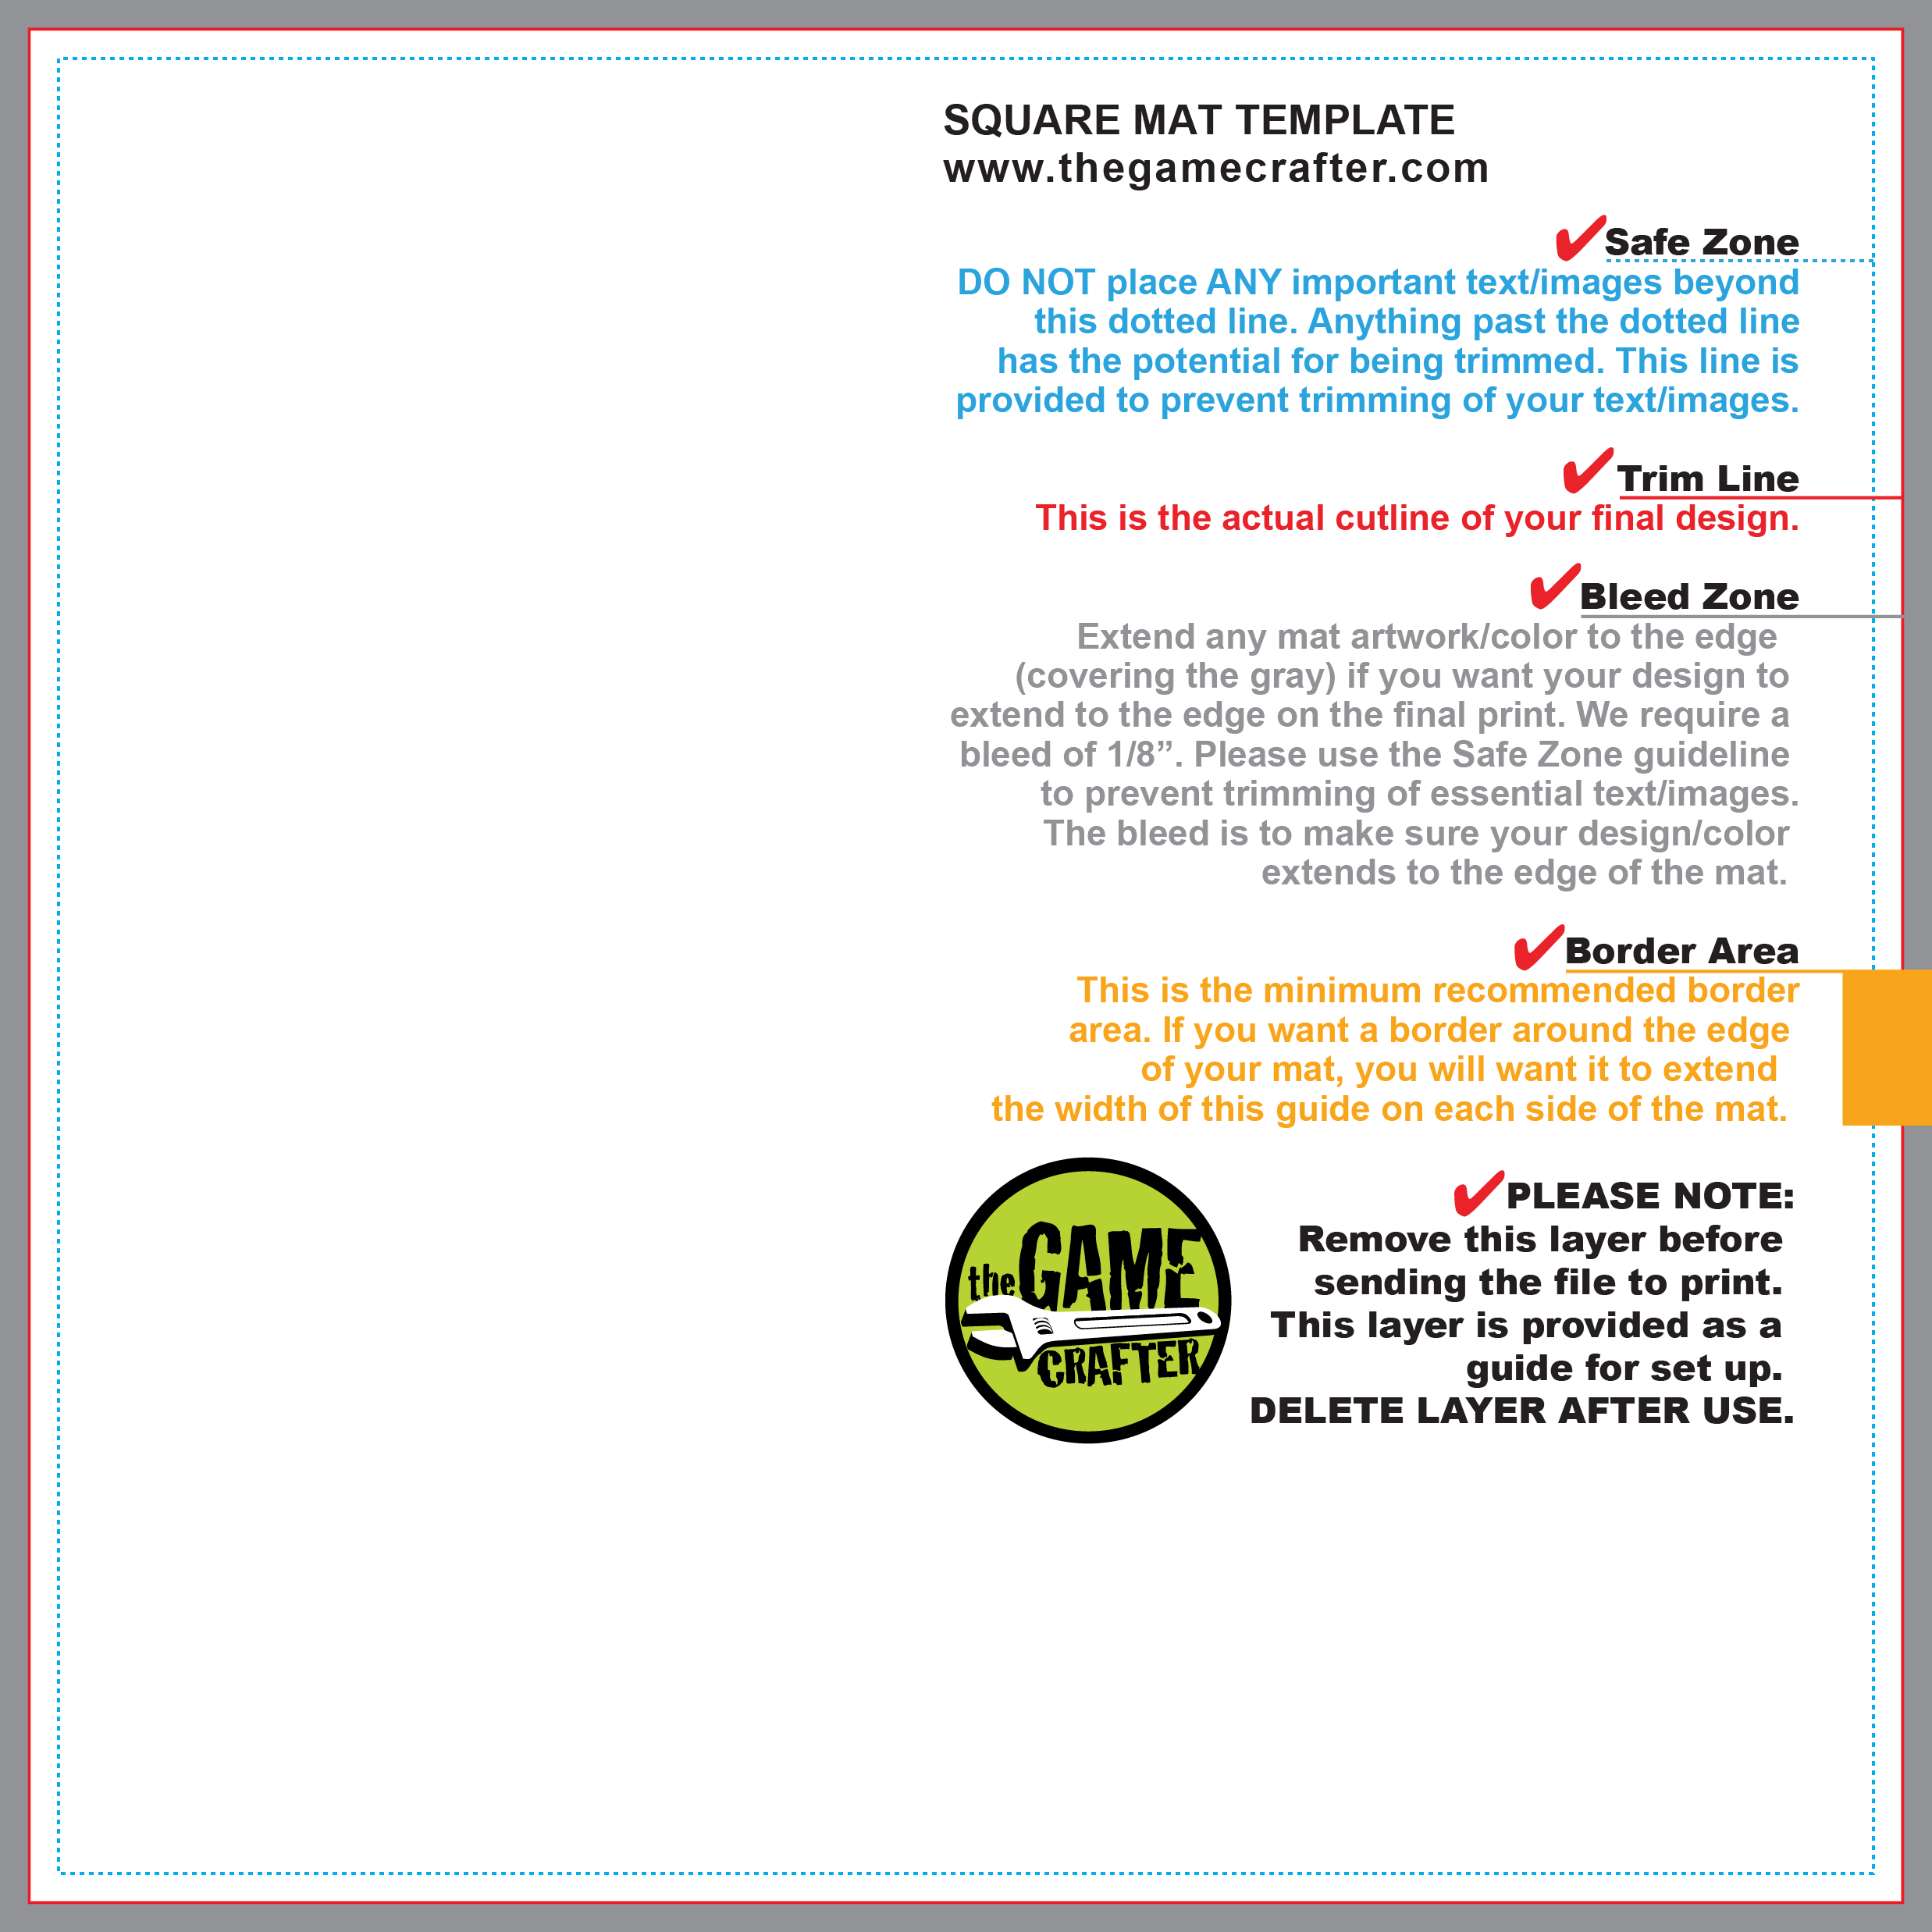 SQUARE MAT TEMPLATE
www.thegamecrafter.com
✔Safe Zone
DO NOT place ANY important text/images beyond
this dotted line. Anything past the dotted line
has the potential for being trimmed. This line is
provided to prevent trimming of your text/images.
✔Trim Line
This is the actual cutline of your final design.
✔Bleed Zone
Extend any mat artwork/color to the edge
(covering the gray) if you want your design to
extend to the edge on the final print. We require a
bleed of 1/8”. Please use the Safe Zone guideline
to prevent trimming of essential text/images.
The bleed is to make sure your design/color
extends to the edge of the mat.
✔Border Area
This is the minimum recommended border
area. If you want a border around the edge
of your mat, you will want it to extend
the width of this guide on each side of the mat.
the GAME
CRAFTER
✔PLEASE NOTE:
Remove this layer before
sending the file to print.
This layer is provided as a
guide for set up.
DELETE LAYER AFTER USE.